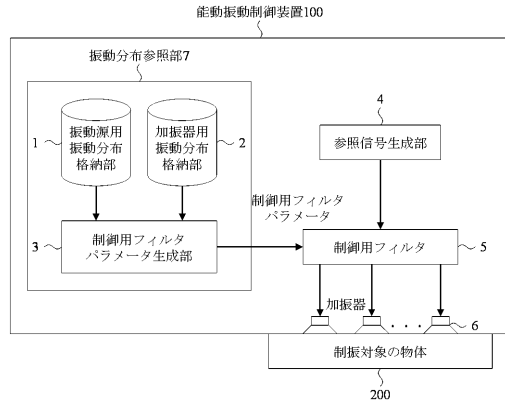 能動振動制御装置100
振動分布参照部7
1
振動源用
振動分布
格納部
加振器用
振動分布
格納部
2
4
参照信号生成部
制御用フィルタ
パラメータ
3
制御用フィルタ
パラメータ生成部
制御用フィルタ
5
加振器
・・・
6
制振対象の物体
200